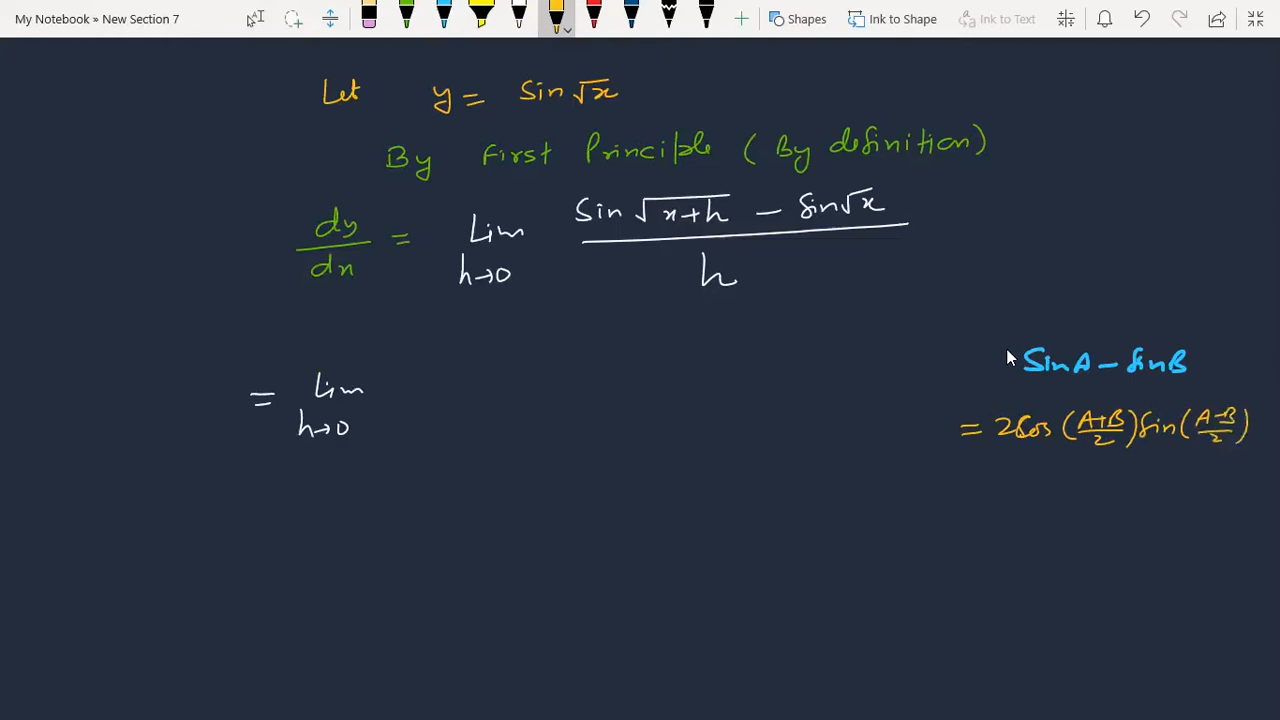 My Notebook » New Section 7
Shapes
Ink to Shape
Ink to Text
Let y = Sin √x
By First Principle (By definition)
dy/dx = Lim h→0 (Sin √(x+h) − Sin √x)/h
SinA − SinB
= Lim h→0
= 2Cos (A+B/2) Sin (A−B/2)